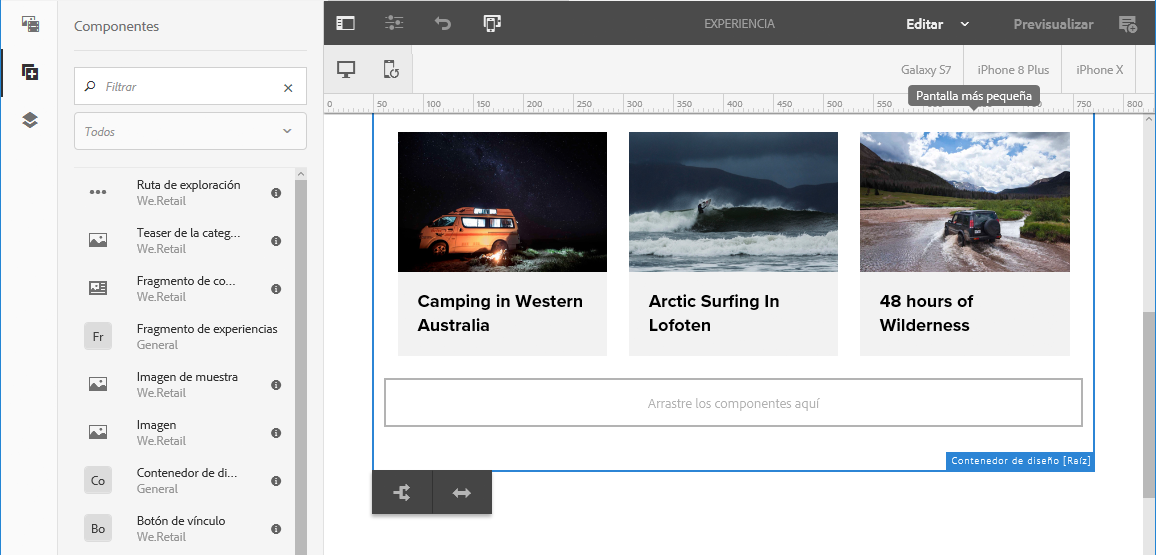 Componentes
Filtrar
Todos
Ruta de exploración
We.Retail
Teaser de la categ...
We.Retail
Fragmento de co...
We.Retail
Fr
Fragmento de experiencias
General
Imagen de muestra
We.Retail
Imagen
We.Retail
Co
Contenedor de di...
General
Bo
Botón de vínculo
We.Retail
EXPERIENCIA
Editar
Previsualizar
Galaxy S7
iPhone 8 Plus
iPhone X
Pantalla más pequeña
0 50 100 150 200 250 300 350 400 450 500 550 600 750 800
Camping in Western
Australia
Arctic Surfing In
Lofoten
48 hours of
Wilderness
Arrastre los componentes aquí
Contenedor de diseño [Raíz]